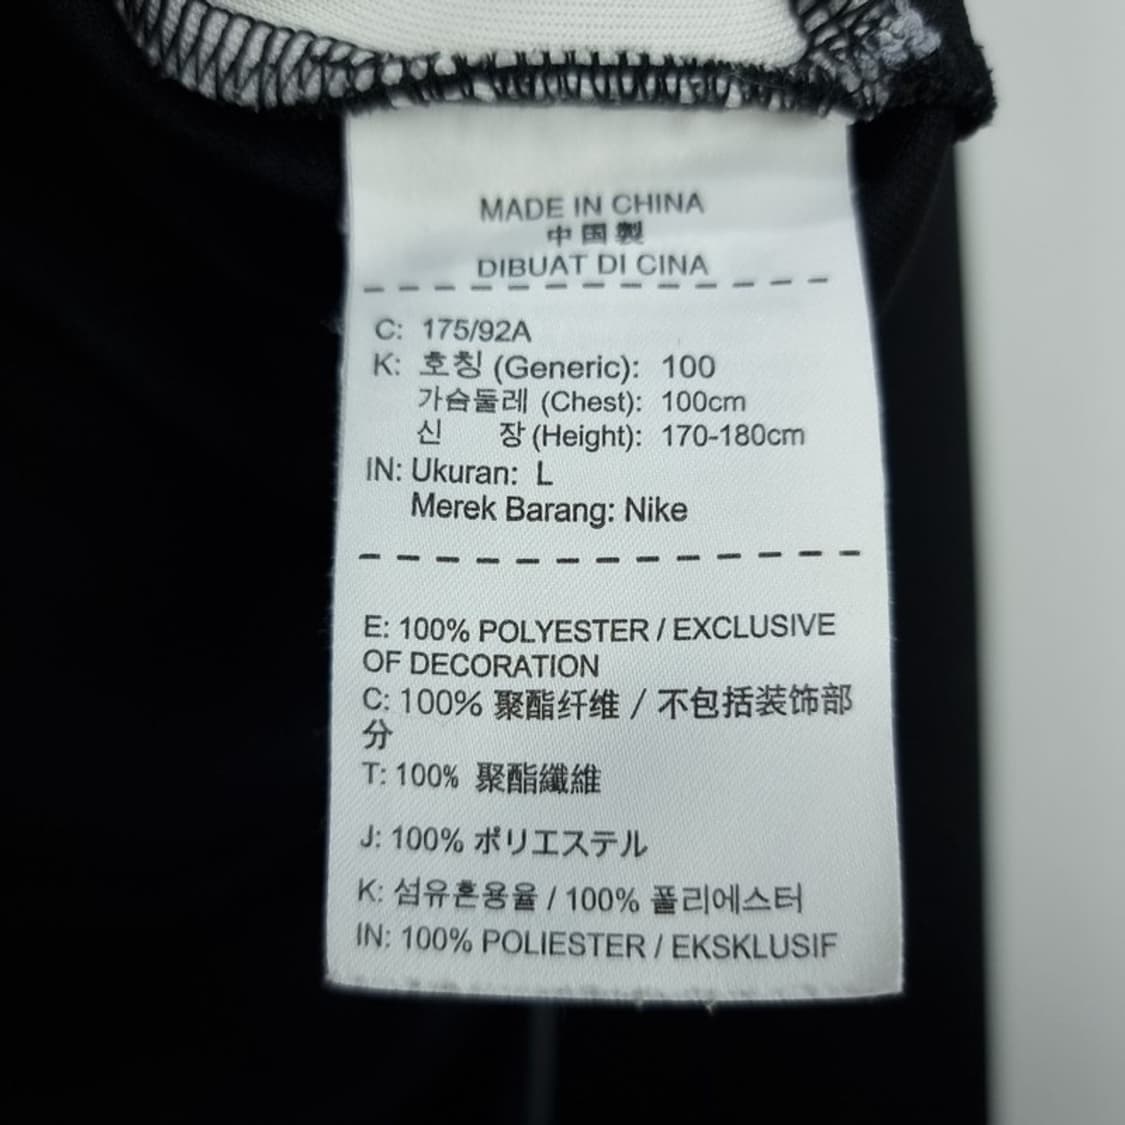 MADE IN CHINA
中国製
DIBUAT DI CINA
C: 175/92A
K: 호칭 (Generic): 100
가슴둘레 (Chest): 100cm
신 장 (Height): 170-180cm
IN: Ukuran: L
Merek Barang: Nike
E: 100% POLYESTER / EXCLUSIVE
OF DECORATION
C: 100% 聚酯纤维 / 不包括装饰部
分
T: 100% 聚酯纖維
J: 100% ポリエステル
K: 섬유혼용율 / 100% 폴리에스터
IN: 100% POLIESTER / EKSKLUSIF